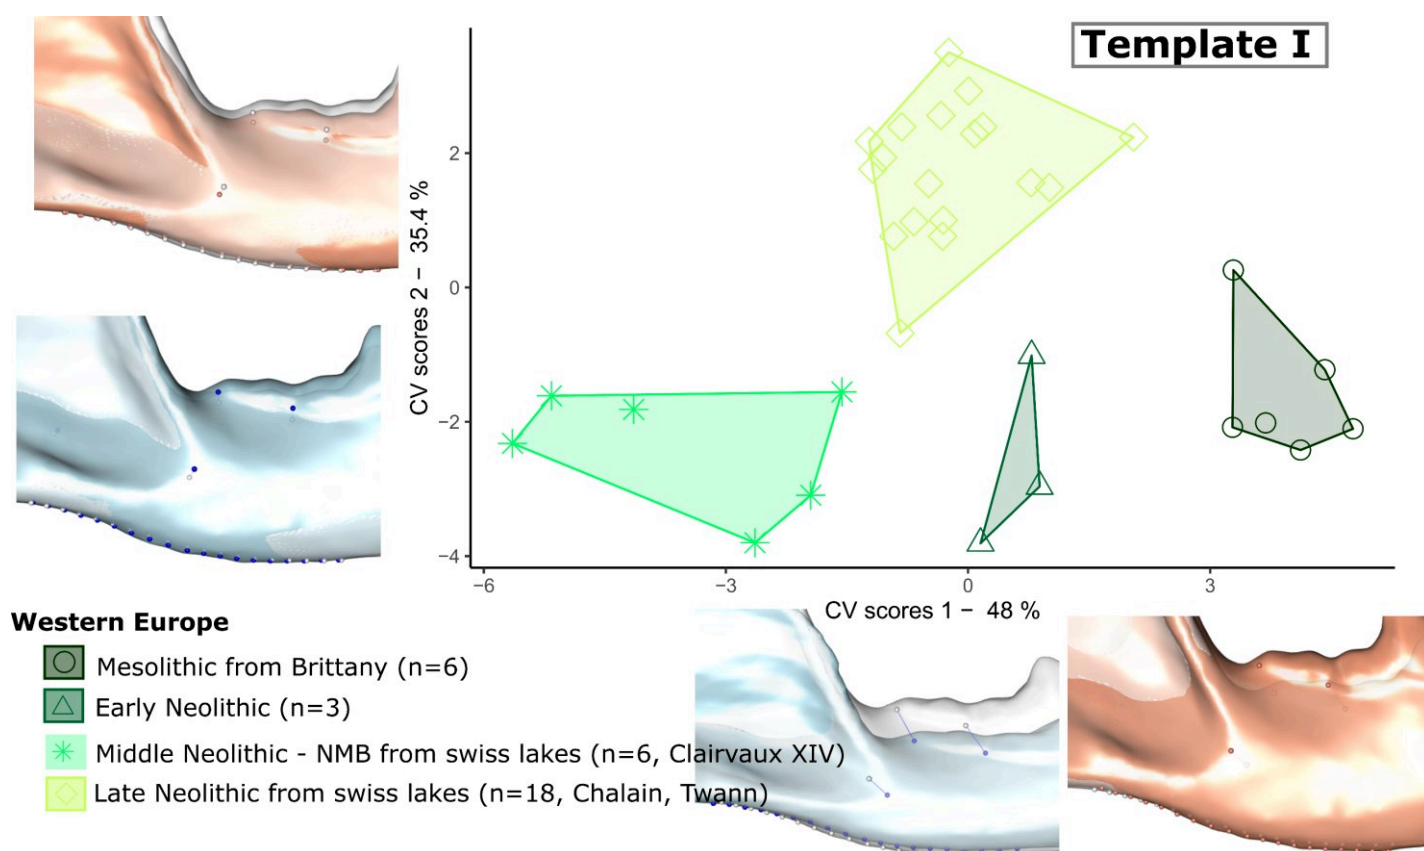 Template I
CV scores 2 − 35.4 %
2
0
−2
−4
−6
−3
0
3
CV scores 1 − 48 %
Western Europe
Mesolithic from Brittany (n=6)
Early Neolithic (n=3)
Middle Neolithic - NMB from swiss lakes (n=6, Clairvaux XIV)
Late Neolithic from swiss lakes (n=18, Chalain, Twann)